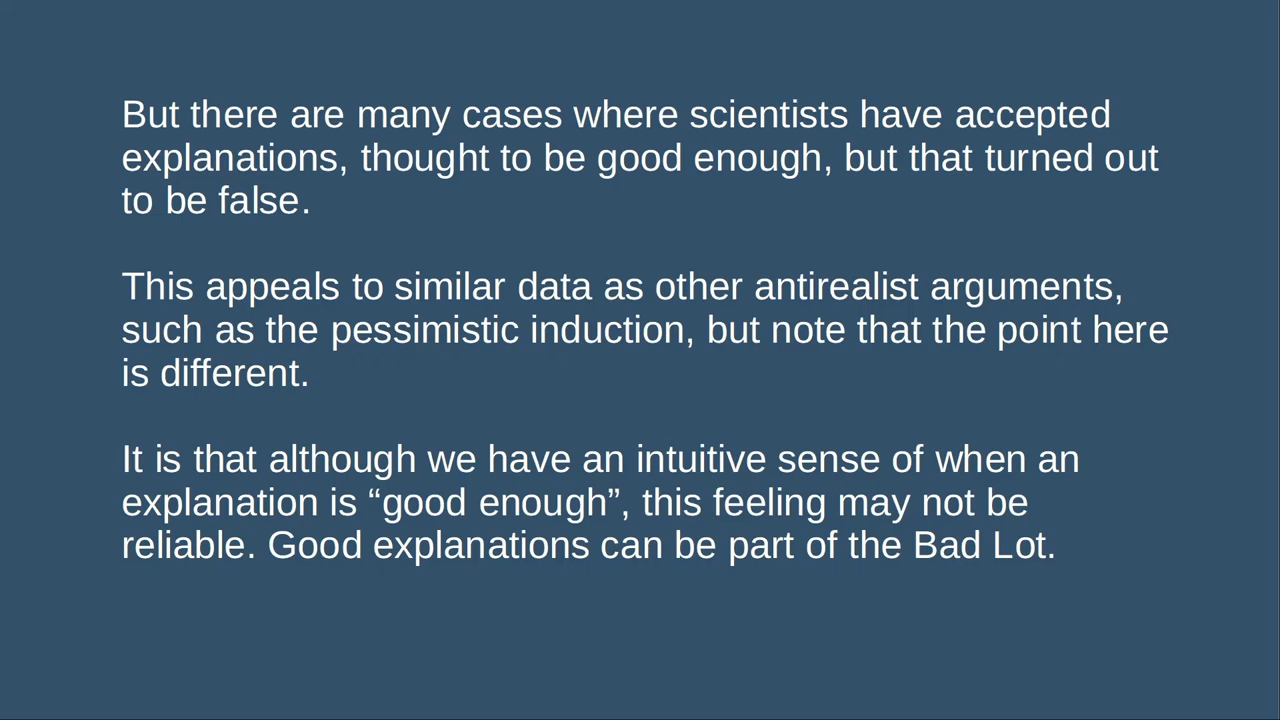 But there are many cases where scientists have accepted
explanations, thought to be good enough, but that turned out
to be false.
This appeals to similar data as other antirealist arguments,
such as the pessimistic induction, but note that the point here
is different.
It is that although we have an intuitive sense of when an
explanation is “good enough”, this feeling may not be
reliable. Good explanations can be part of the Bad Lot.